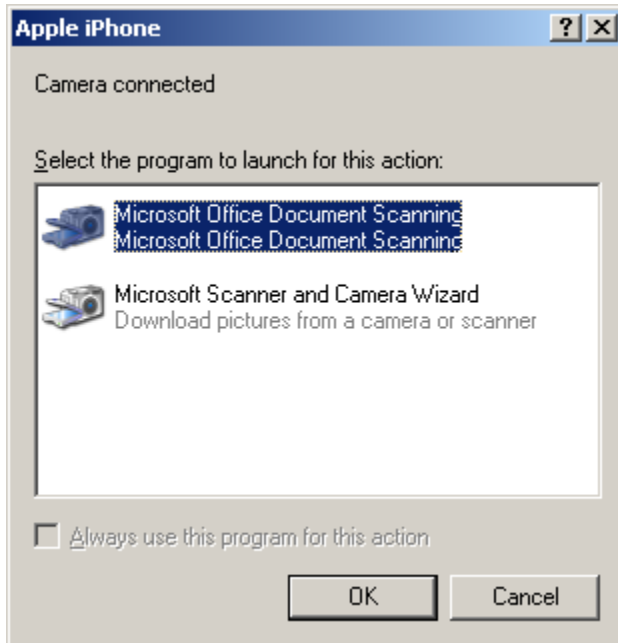 Apple iPhone
Camera connected
Select the program to launch for this action:
Microsoft Office Document Scanning
Microsoft Office Document Scanning
Microsoft Scanner and Camera Wizard
Download pictures from a camera or scanner
Always use this program for this action
OK
Cancel